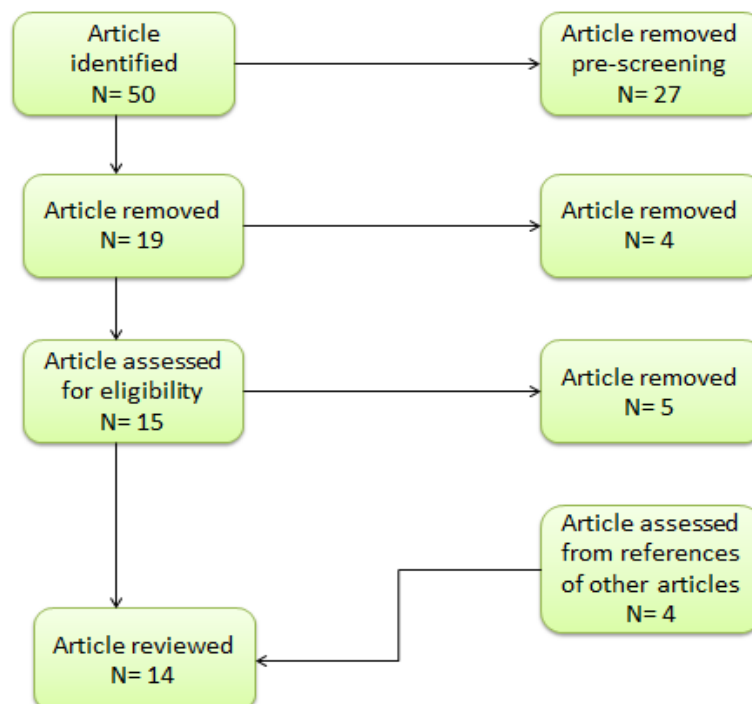 Article
identified
N= 50
Article removed
pre-screening
N= 27
Article removed
N= 19
Article removed
N= 4
Article assessed
for eligibility
N= 15
Article removed
N= 5
Article assessed
from references
of other articles
N= 4
Article reviewed
N= 14